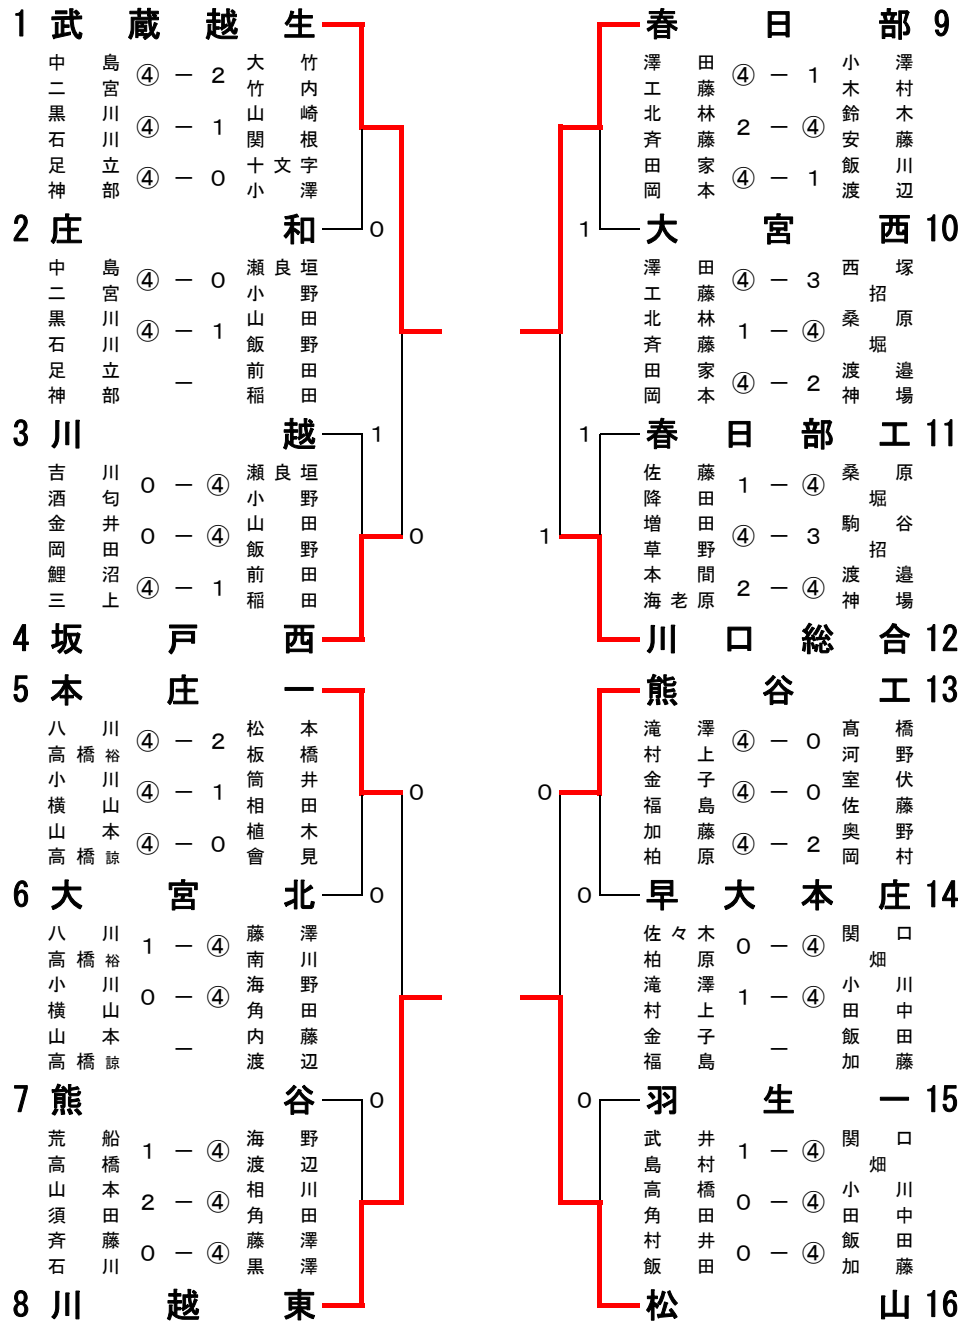 1 武蔵越生
中島 ④ － 2 大竹
二宮 竹内
黒川 ④ － 1 山崎
石川 関根
足立 ④ － 0 十文字
神部 小澤
2 庄和 0
中島 ④ － 0 瀬良垣
二宮 小野
黒川 ④ － 1 山田
石川 飯野
足立 － 前田
神部 稲田
3 川越 1
吉川 0 － ④ 瀬良垣
酒匂 小野
金井 0 － ④ 山田 0
岡田 飯野
鯉沼 ④ － 1 前田
三上 稲田
4 坂戸西
5 本庄一
八川 ④ － 2 松本
高橋裕 板橋
小川 ④ － 1 筒井 0
横山 相田
山本 ④ － 0 植木
高橋諒 會見
6 大宮北 0
八川 1 － ④ 藤澤
高橋裕 南川
小川 0 － ④ 海野
横山 角田
山本 － 内藤
高橋諒 渡辺
7 熊谷 0
荒船 1 － ④ 海野
高橋 渡辺
山本 2 － ④ 相川
須田 角田
斉藤 0 － ④ 藤澤
石川 黒澤
8 川越東
春日部 9
澤田 ④ － 1 小澤
工藤 木村
北林 2 － ④ 鈴木
斉藤 安藤
田家 ④ － 1 飯川
岡本 渡辺
1 大宮西 10
澤田 ④ － 3 西塚
工藤 招
北林 1 － ④ 桑原
斉藤 堀
田家 ④ － 2 渡邉
岡本 神場
1 春日部工 11
佐藤 1 － ④ 桑原
降田 堀
1 増田 ④ － 3 駒谷
草野 招
本間 2 － ④ 渡邉
海老原 神場
川口総合 12
熊谷工 13
滝澤 ④ － 0 髙橋
村上 河野
0 金子 ④ － 0 室伏
福島 佐藤
加藤 ④ － 2 奥野
柏原 岡村
0 早大本庄 14
佐々木 0 － ④ 関口
柏原 畑
滝澤 1 － ④ 小川
村上 田中
金子 － 飯田
福島 加藤
0 羽生一 15
武井 1 － ④ 関口
島村 畑
高橋 0 － ④ 小川
角田 田中
村井 0 － ④ 飯田
飯田 加藤
松山 16